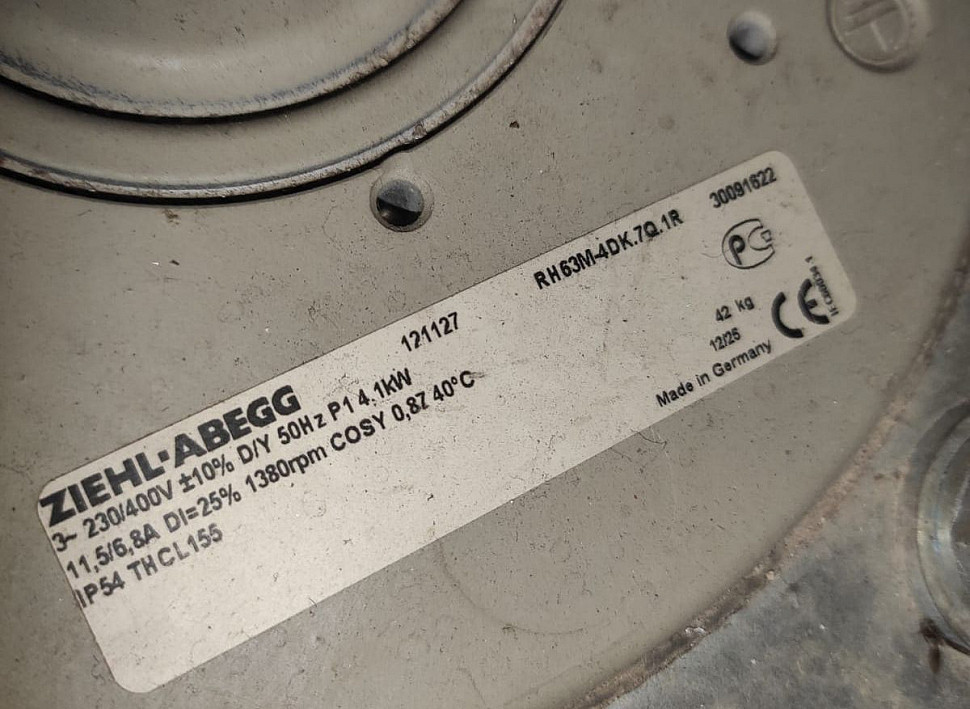 ZIEHL-ABEGG 121127 RH63M-4DK.7Q.1R 30091622
3~ 230/400V ±10% D/Y 50Hz P1 4.1kW
11,5/6,8A DI=25% 1380rpm COSY 0,87 40°C
IP54 THCL155
42 kg
12/25
Made in Germany